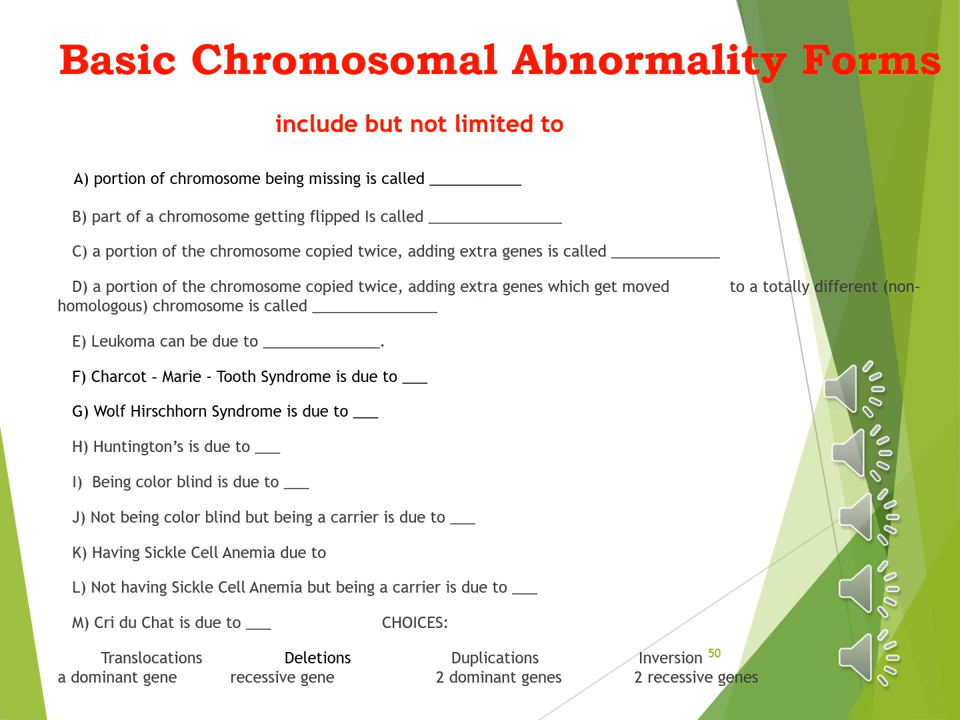 Basic Chromosomal Abnormality Forms
include but not limited to
A) portion of chromosome being missing is called ___________
B) part of a chromosome getting flipped Is called ________________
C) a portion of the chromosome copied twice, adding extra genes is called _____________
D) a portion of the chromosome copied twice, adding extra genes which get moved to a totally different (non-
homologous) chromosome is called _______________
E) Leukoma can be due to ______________.
F) Charcot – Marie - Tooth Syndrome is due to ___
G) Wolf Hirschhorn Syndrome is due to ___
H) Huntington’s is due to ___
I) Being color blind is due to ___
J) Not being color blind but being a carrier is due to ___
K) Having Sickle Cell Anemia due to
L) Not having Sickle Cell Anemia but being a carrier is due to ___
M) Cri du Chat is due to ___ CHOICES:
Translocations Deletions Duplications Inversion 50
a dominant gene recessive gene 2 dominant genes 2 recessive genes